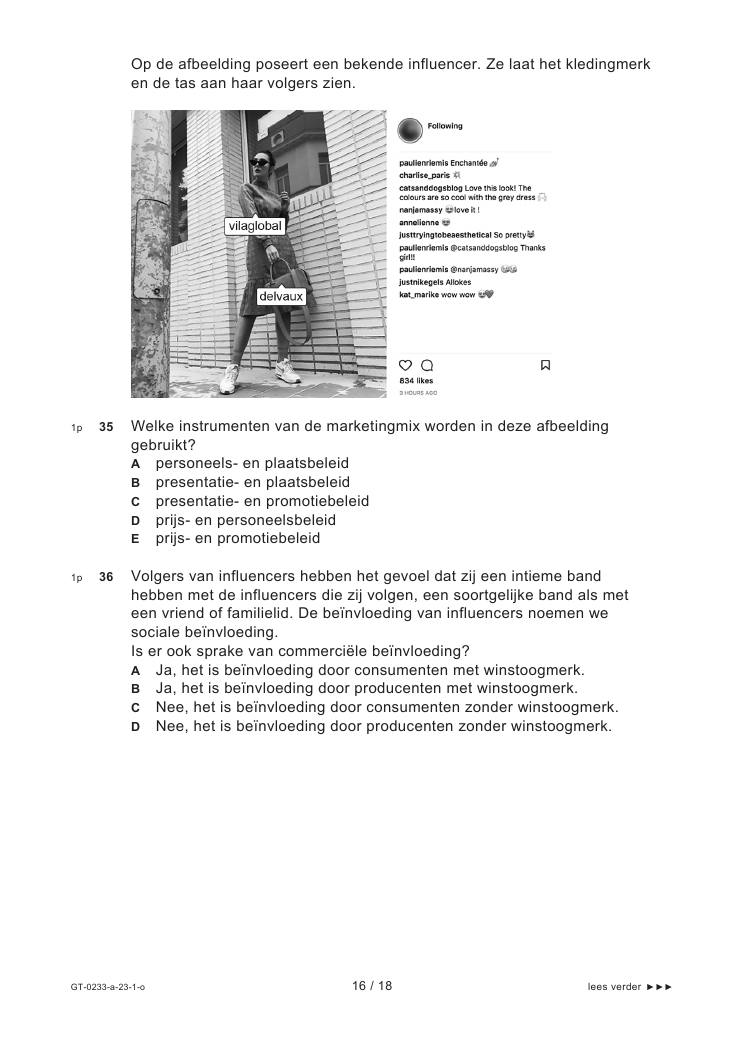 Op de afbeelding poseert een bekende influencer. Ze laat het kledingmerk
en de tas aan haar volgers zien.
vilaglobal
delvaux
Following
paulienriemis Enchantée
charlise_paris
catsanddogsblog Love this look! The
colours are so cool with the grey dress
nanjamassy love it !
annelienne
justtryingtobeaesthetical So pretty
paulienriemis @catsanddogsblog Thanks
girl!!
paulienriemis @nanjamassy
justnikegels Allokes
kat_marike wow wow
834 likes
3 HOURS AGO
1p 35 Welke instrumenten van de marketingmix worden in deze afbeelding
gebruikt?
A personeels- en plaatsbeleid
B presentatie- en plaatsbeleid
C presentatie- en promotiebeleid
D prijs- en personeelsbeleid
E prijs- en promotiebeleid
1p 36 Volgers van influencers hebben het gevoel dat zij een intieme band
hebben met de influencers die zij volgen, een soortgelijke band als met
een vriend of familielid. De beïnvloeding van influencers noemen we
sociale beïnvloeding.
Is er ook sprake van commerciële beïnvloeding?
A Ja, het is beïnvloeding door consumenten met winstoogmerk.
B Ja, het is beïnvloeding door producenten met winstoogmerk.
C Nee, het is beïnvloeding door consumenten zonder winstoogmerk.
D Nee, het is beïnvloeding door producenten zonder winstoogmerk.
GT-0233-a-23-1-o
16 / 18
lees verder ►►►